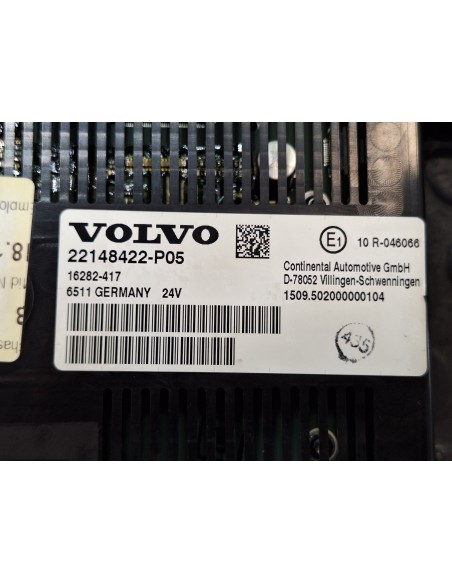 VOLVO
22148422-P05
16282-417
6511 GERMANY 24V
E1 10 R-046066
Continental Automotive GmbH
D-78052 Villingen-Schwenningen
1509.502000000104
435